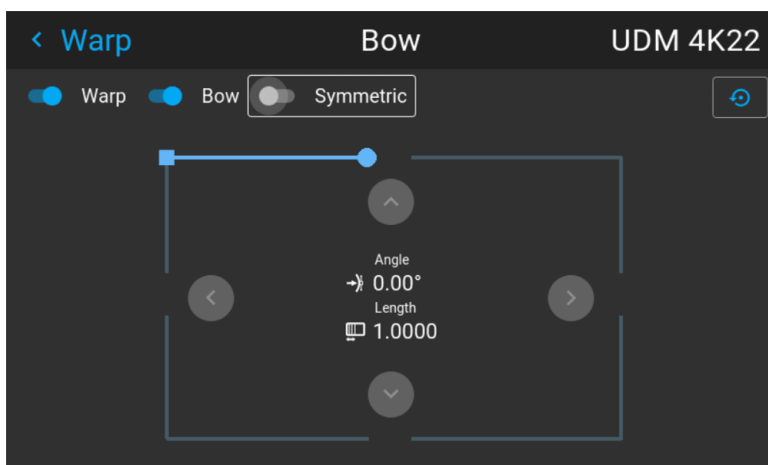 Warp Bow UDM 4K22
Warp Bow Symmetric
Angle
0.00°
Length
1.0000